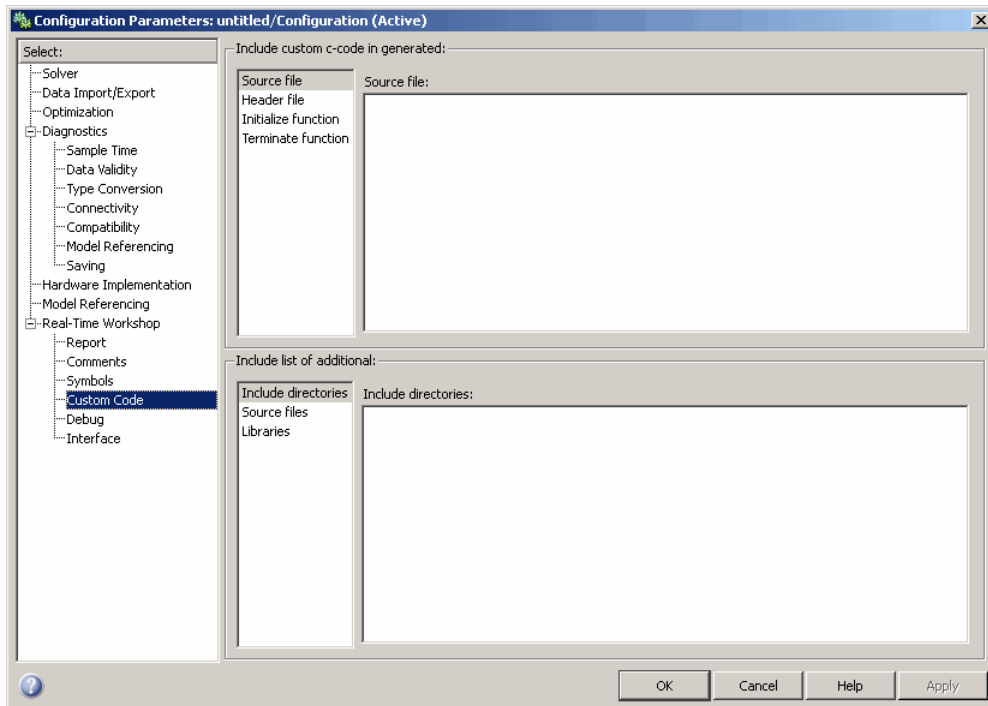 Configuration Parameters: untitled/Configuration (Active)
Select:
Solver
Data Import/Export
Optimization
Diagnostics
Sample Time
Data Validity
Type Conversion
Connectivity
Compatibility
Model Referencing
Saving
Hardware Implementation
Model Referencing
Real-Time Workshop
Report
Comments
Symbols
Custom Code
Debug
Interface
Include custom c-code in generated:
Source file
Header file
Initialize function
Terminate function
Source file:
Include list of additional:
Include directories
Source files
Libraries
Include directories:
OK
Cancel
Help
Apply